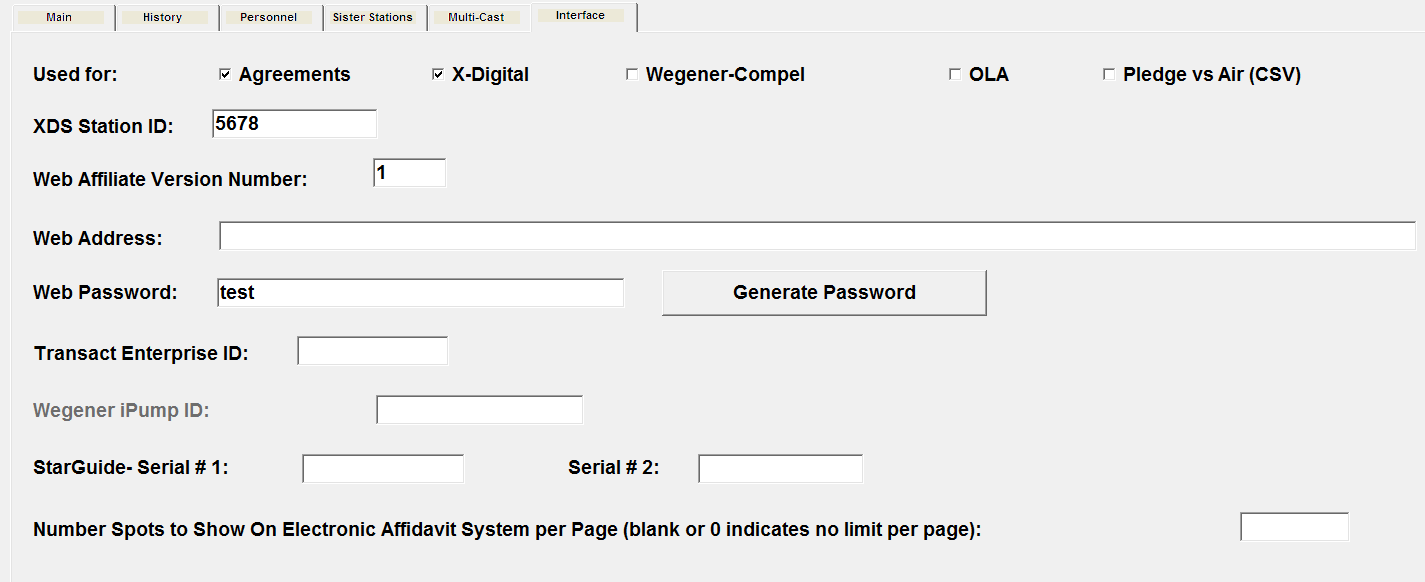 Main History Personnel Sister Stations Multi-Cast Interface
Used for: Agreements X-Digital Wegener-Compel OLA Pledge vs Air (CSV)
XDS Station ID: 5678
Web Affiliate Version Number: 1
Web Address:
Web Password: test Generate Password
Transact Enterprise ID:
Wegener iPump ID:
StarGuide- Serial # 1: Serial # 2:
Number Spots to Show On Electronic Affidavit System per Page (blank or 0 indicates no limit per page):